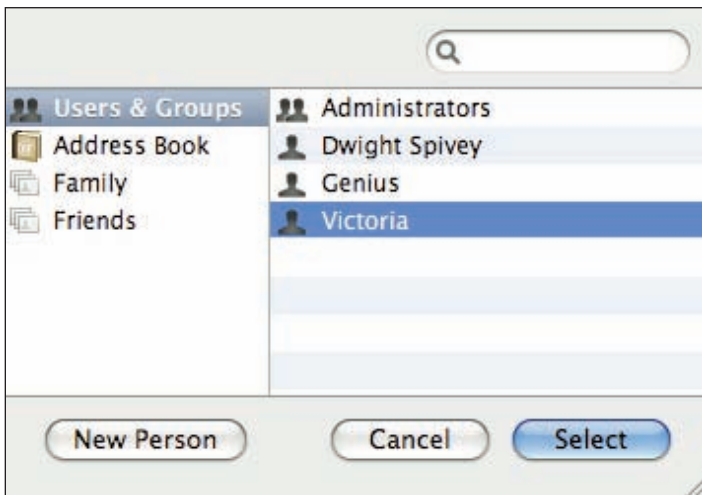 Users & Groups
Address Book
Family
Friends
Administrators
Dwight Spivey
Genius
Victoria
New Person
Cancel
Select